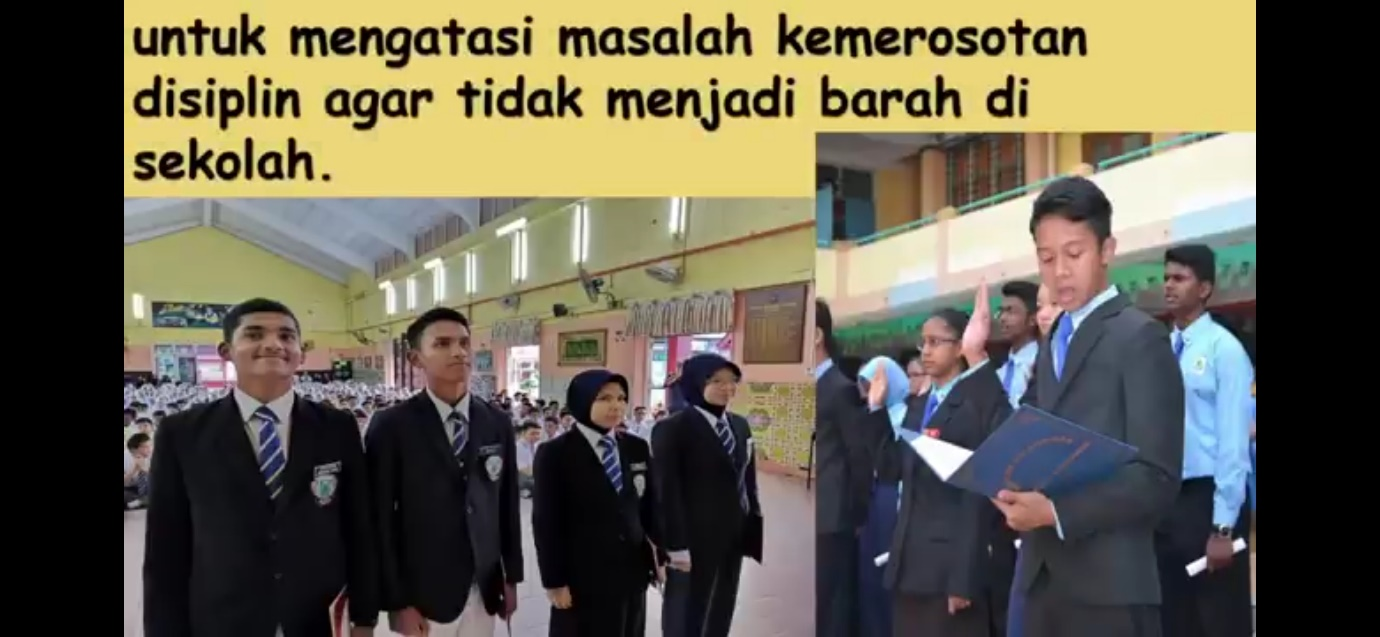 untuk mengatasi masalah kemerosotan
disiplin agar tidak menjadi barah di
sekolah.